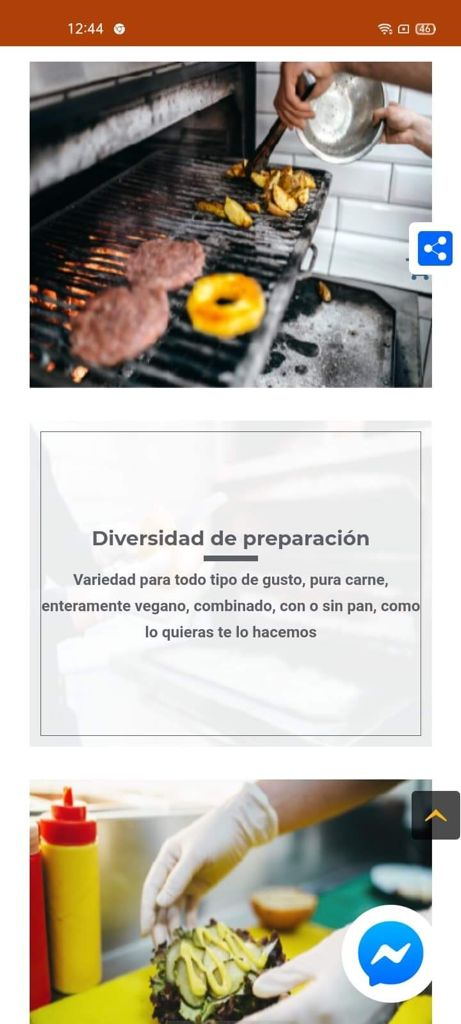 12:44
46
Diversidad de preparación
Variedad para todo tipo de gusto, pura carne,
enteramente vegano, combinado, con o sin pan, como
lo quieras te lo hacemos